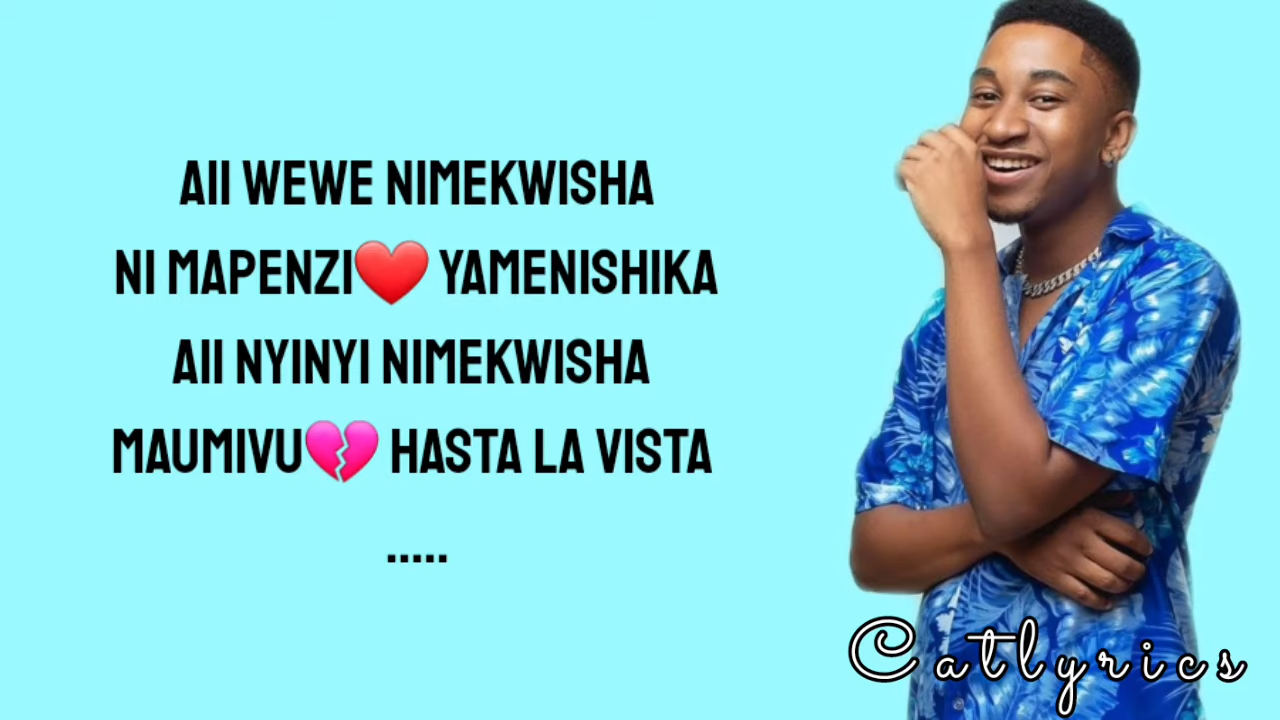 AII WEWE NIMEKWISHA
NI MAPENZI❤️ YAMENISHIKA
AII NYINYI NIMEKWISHA
MAUMIVU💔 HASTA LA VISTA
.....
Catlyrics